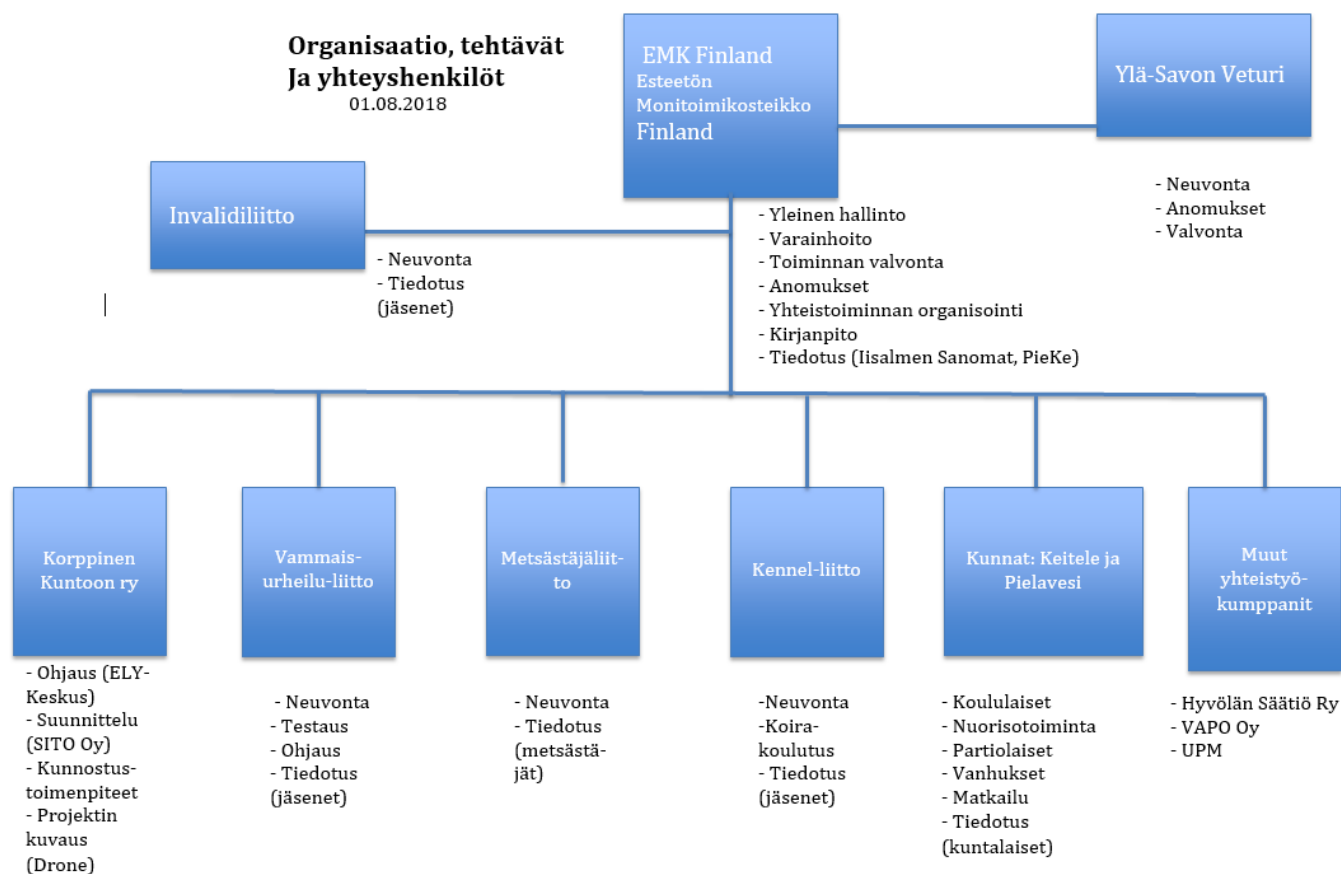 Organisaatio, tehtävät
Ja yhteyshenkilöt
01.08.2018
EMK Finland
Esteetön
Monitoimikosteikko
Finland
Ylä-Savon Veturi
- Neuvonta
- Anomukset
- Valvonta
Invalidiliitto
- Neuvonta
- Tiedotus
(jäsenet)
- Yleinen hallinto
- Varainhoito
- Toiminnan valvonta
- Anomukset
- Yhteistoiminnan organisointi
- Kirjanpito
- Tiedotus (Iisalmen Sanomat, PieKe)
Korppinen
Kuntoon ry
- Ohjaus (ELY-
Keskus)
- Suunnittelu
(SITO Oy)
- Kunnostus-
toimenpiteet
- Projektin
kuvaus
(Drone)
Vammais-
urheilu-liitto
- Neuvonta
- Testaus
- Ohjaus
- Tiedotus
(jäsenet)
Metsästäjäliit-
to
- Neuvonta
- Tiedotus
(metsästä-
jät)
Kennel-liitto
-Neuvonta
-Koira-
koulutus
- Tiedotus
(jäsenet)
Kunnat: Keitele ja
Pielavesi
- Koululaiset
- Nuorisotoiminta
- Partiolaiset
- Vanhukset
- Matkailu
- Tiedotus
(kuntalaiset)
Muut
yhteistyö-
kumppanit
- Hyvölän Säätiö Ry
- VAPO Oy
- UPM